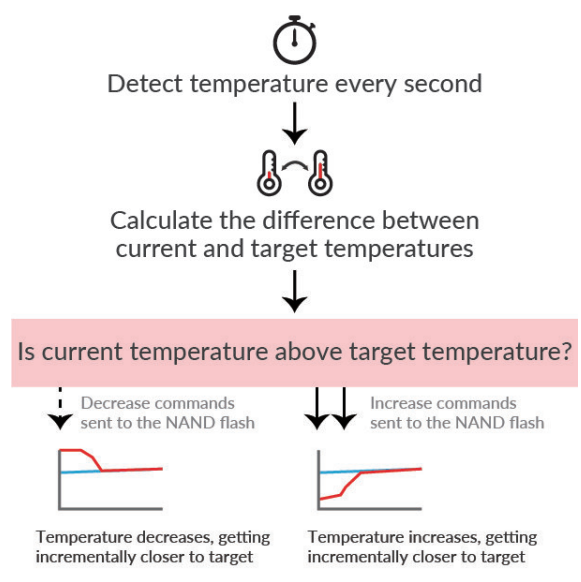 Detect temperature every second
Calculate the difference between
current and target temperatures
Is current temperature above target temperature?
Decrease commands
sent to the NAND flash
Increase commands
sent to the NAND flash
Temperature decreases, getting
incrementally closer to target
Temperature increases, getting
incrementally closer to target